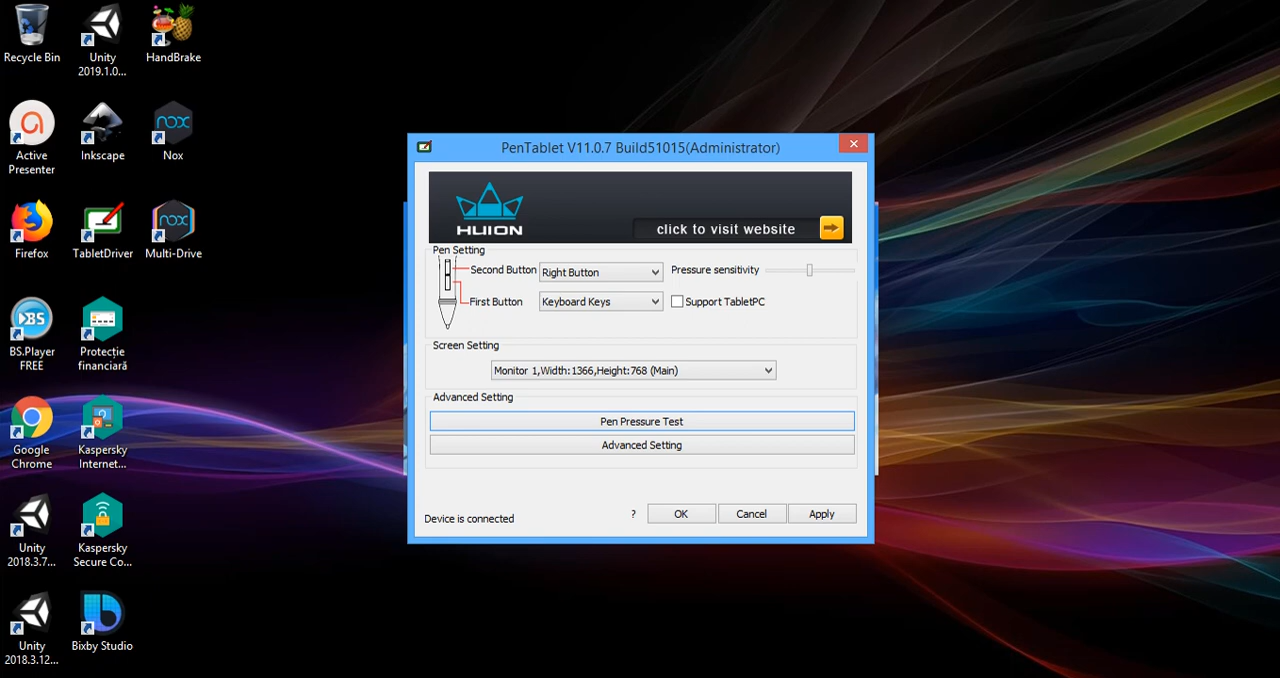 Recycle Bin
Unity
2019.1.0...
HandBrake
Active
Presenter
Inkscape
nox
Nox
Firefox
TabletDriver
nox
Multi-Drive
BS
BS.Player
FREE
Protecție
financiară
Google
Chrome
Kaspersky
Internet...
Unity
2018.3.7...
Kaspersky
Secure Co...
Unity
2018.3.12...
Bixby Studio
PenTablet V11.0.7 Build51015(Administrator)
HUION
click to visit website
Pen Setting
Second Button
Right Button
Pressure sensitivity
First Button
Keyboard Keys
Support TabletPC
Screen Setting
Monitor 1,Width:1366,Height:768 (Main)
Advanced Setting
Pen Pressure Test
Advanced Setting
Device is connected
?
OK
Cancel
Apply